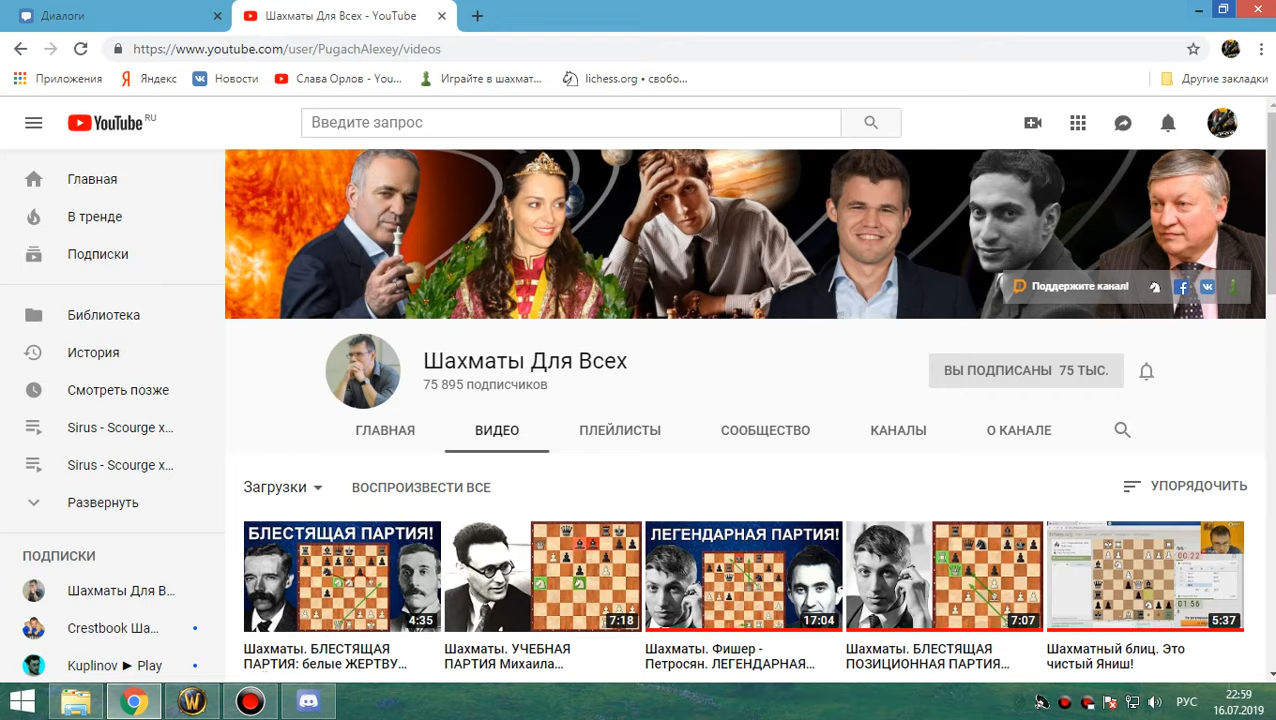 Диалоги
Шахматы Для Всех - YouTube
https://www.youtube.com/user/PugachAlexey/videos
Приложения
Яндекс
Новости
Слава Орлов - You...
Играйте в шахмат...
lichess.org • свобо...
Другие закладки
YouTube RU
Введите запрос
Главная
В тренде
Подписки
Библиотека
История
Смотреть позже
Sirus - Scourge x...
Sirus - Scourge x...
Развернуть
ПОДПИСКИ
Шахматы Для В...
Crestbook Ша...
Kuplinov ► Play
Поддержите канал!
Шахматы Для Всех
75 895 подписчиков
ВЫ ПОДПИСАНЫ 75 ТЫС.
ГЛАВНАЯ
ВИДЕО
ПЛЕЙЛИСТЫ
СООБЩЕСТВО
КАНАЛЫ
О КАНАЛЕ
Загрузки
ВОСПРОИЗВЕСТИ ВСЕ
УПОРЯДОЧИТЬ
БЛЕСТЯЩАЯ ПАРТИЯ!
4:35
7:18
ЛЕГЕНДАРНАЯ ПАРТИЯ!
17:04
7:07
00:22
01:56
5:37
Шахматы. БЛЕСТЯЩАЯ
ПАРТИЯ: белые ЖЕРТВУ...
Шахматы. УЧЕБНАЯ
ПАРТИЯ Михаила...
Шахматы. Фишер -
Петросян. ЛЕГЕНДАРНАЯ...
Шахматы. БЛЕСТЯЩАЯ
ПОЗИЦИОННАЯ ПАРТИЯ...
Шахматный блиц. Это
чистый Яниш!
РУС
22:59
16.07.2019